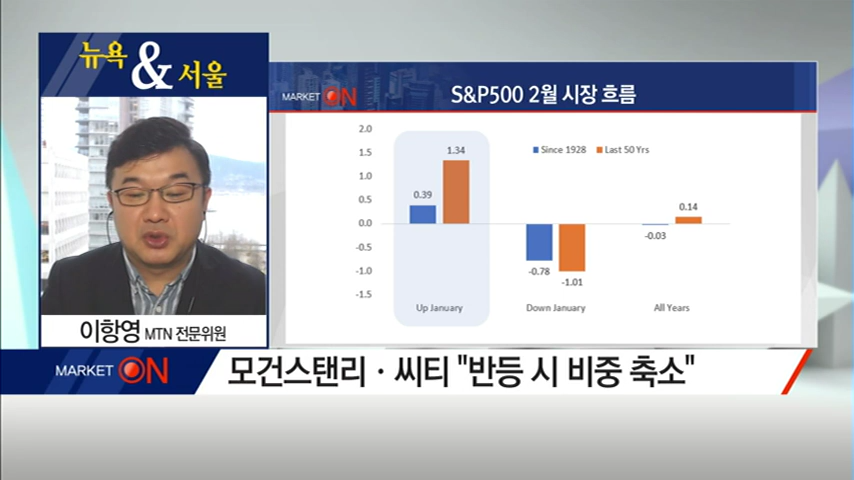 뉴욕 & 서울
이항영 MTN 전문위원
MARKET ON
S&P500 2월 시장 흐름
2.0
1.5
1.0
0.5
0.0
-0.5
-1.0
-1.5
Since 1928
Last 50 Yrs
0.39
1.34
-0.78
-1.01
-0.03
0.14
Up January
Down January
All Years
MARKET ON
모건스탠리 · 씨티 "반등 시 비중 축소"